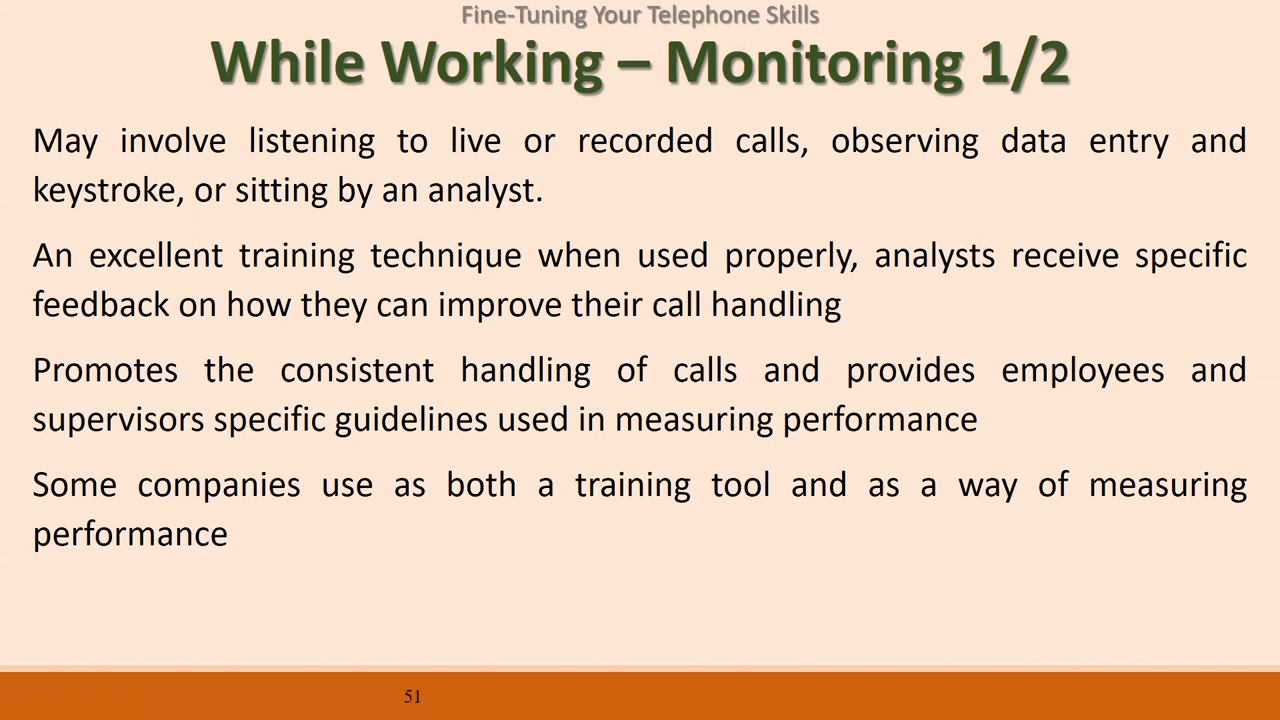 Fine-Tuning Your Telephone Skills
While Working – Monitoring 1/2
May involve listening to live or recorded calls, observing data entry and
keystroke, or sitting by an analyst.
An excellent training technique when used properly, analysts receive specific
feedback on how they can improve their call handling
Promotes the consistent handling of calls and provides employees and
supervisors specific guidelines used in measuring performance
Some companies use as both a training tool and as a way of measuring
performance
51